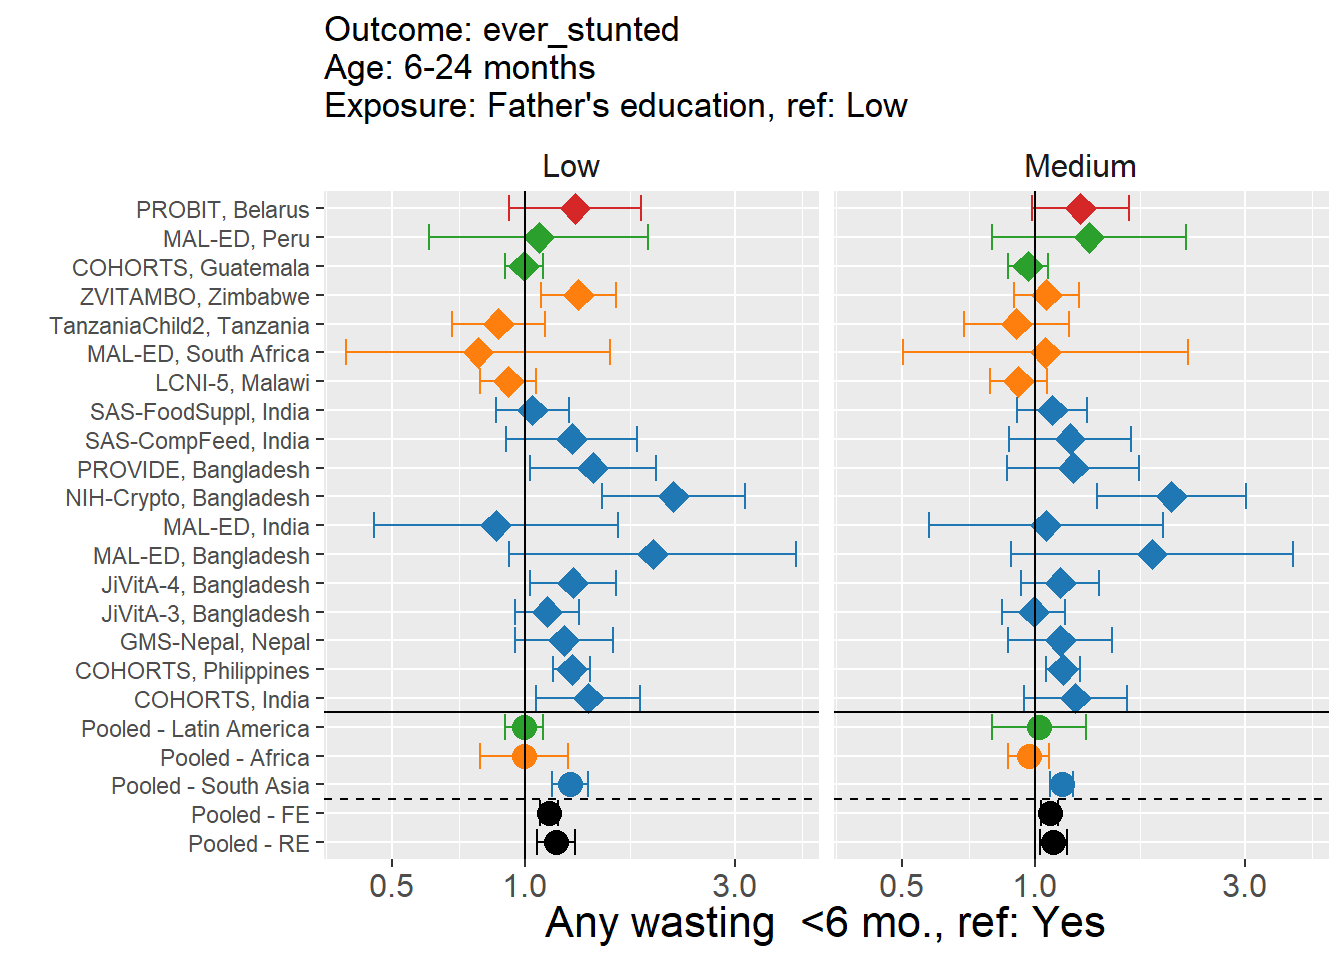 Outcome: ever_stunted
Age: 6-24 months
Exposure: Father's education, ref: Low
Low
Medium
PROBIT, Belarus
MAL-ED, Peru
COHORTS, Guatemala
ZVITAMBO, Zimbabwe
TanzaniaChild2, Tanzania
MAL-ED, South Africa
LCNI-5, Malawi
SAS-FoodSuppl, India
SAS-CompFeed, India
PROVIDE, Bangladesh
NIH-Crypto, Bangladesh
MAL-ED, India
MAL-ED, Bangladesh
JiVitA-4, Bangladesh
JiVitA-3, Bangladesh
GMS-Nepal, Nepal
COHORTS, Philippines
COHORTS, India
Pooled - Latin America
Pooled - Africa
Pooled - South Asia
Pooled - FE
Pooled - RE
0.5 1.0 3.0 0.5 1.0 3.0
Any wasting  <6 mo., ref: Yes